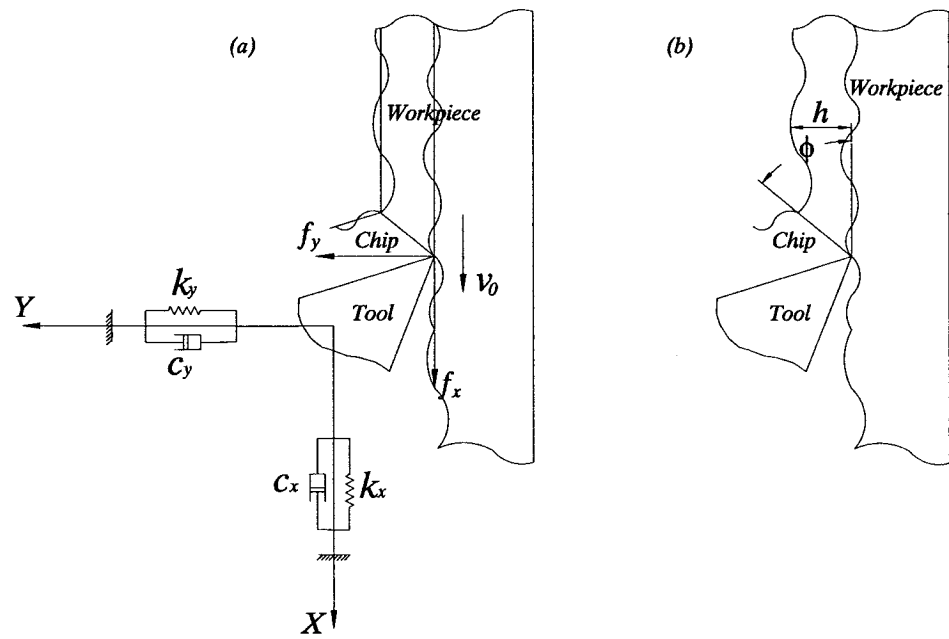 (a)
Workpiece
f_y
Chip
v_0
k_y
Y
Tool
c_y
f_x
c_x
k_x
X
(b)
Workpiece
h
ϕ
Chip
Tool